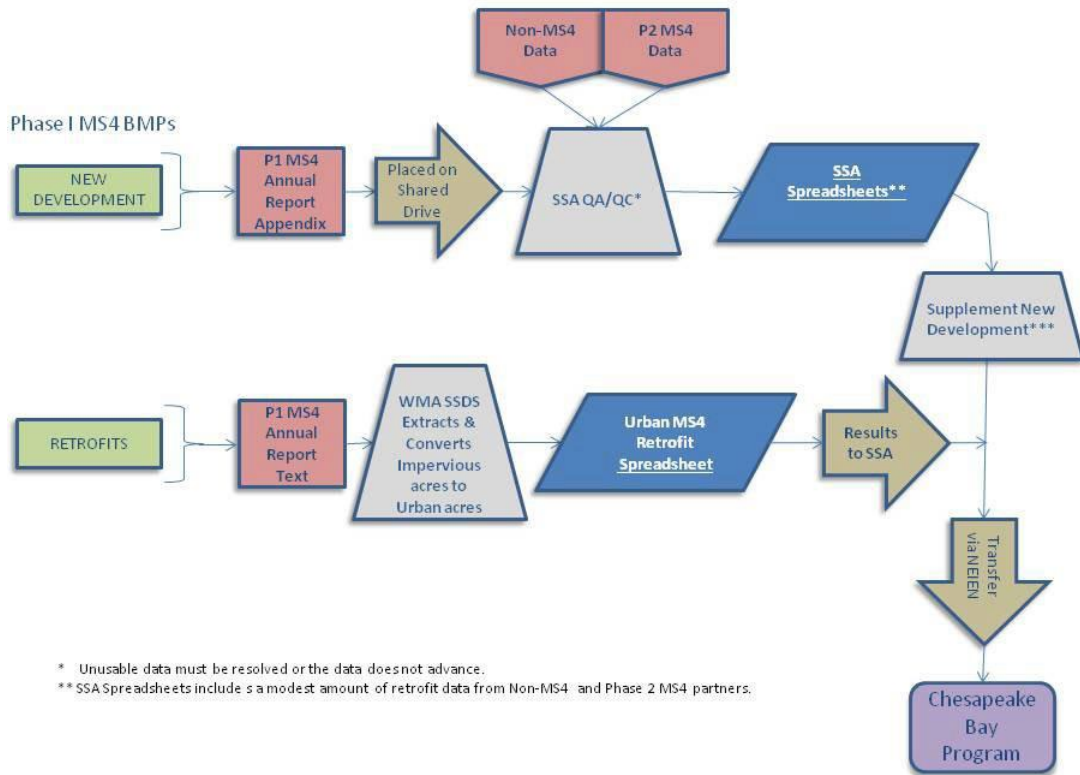 Non-MS4
Data
P2 MS4
Data
Phase I MS4 BMPs
NEW
DEVELOPMENT
P1 MS4
Annual
Report
Appendix
Placed on
Shared
Drive
SSA QA/QC*
SSA
Spreadsheets**
Supplement New
Development***
RETROFITS
P1 MS4
Annual
Report
Text
WMA SSDS
Extracts &
Converts
Impervious
acres to
Urban acres
Urban MS4
Retrofit
Spreadsheet
Results
to SSA
Transfer
via NEIEN
* Unusable data must be resolved or the data does not advance.
** SSA Spreadsheets include s a modest amount of retrofit data from Non-MS4 and Phase 2 MS4 partners.
Chesapeake
Bay
Program